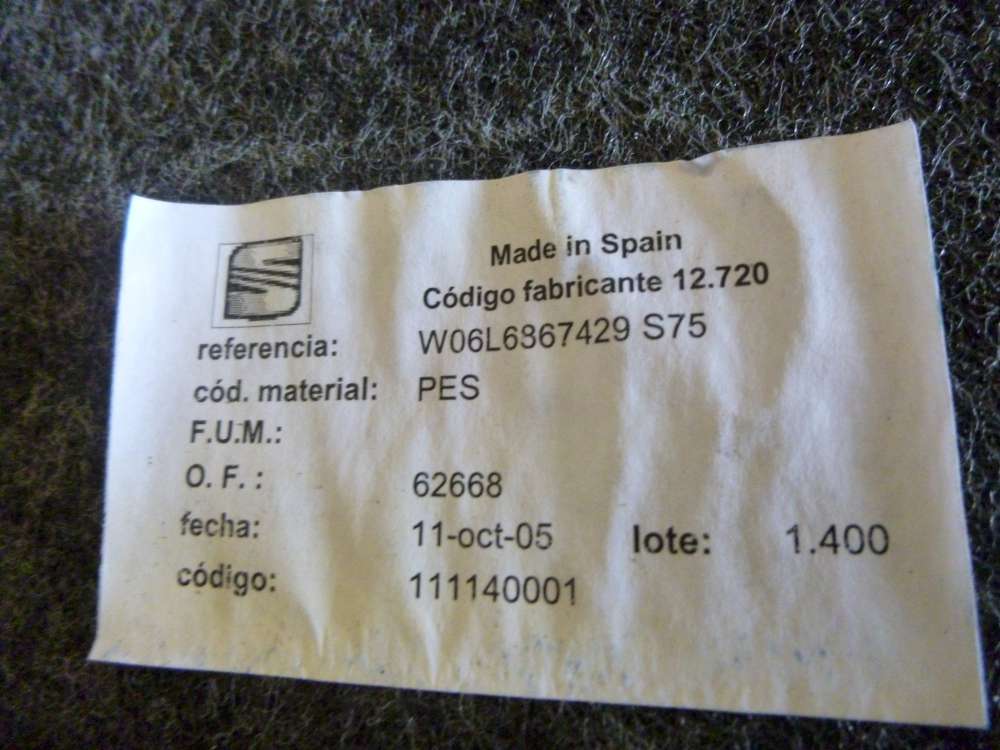 Made in Spain
Código fabricante 12.720
referencia: W06L6867429 S75
cód. material: PES
F.U.M.:
O. F. : 62668
fecha: 11-oct-05 lote: 1.400
código: 111140001